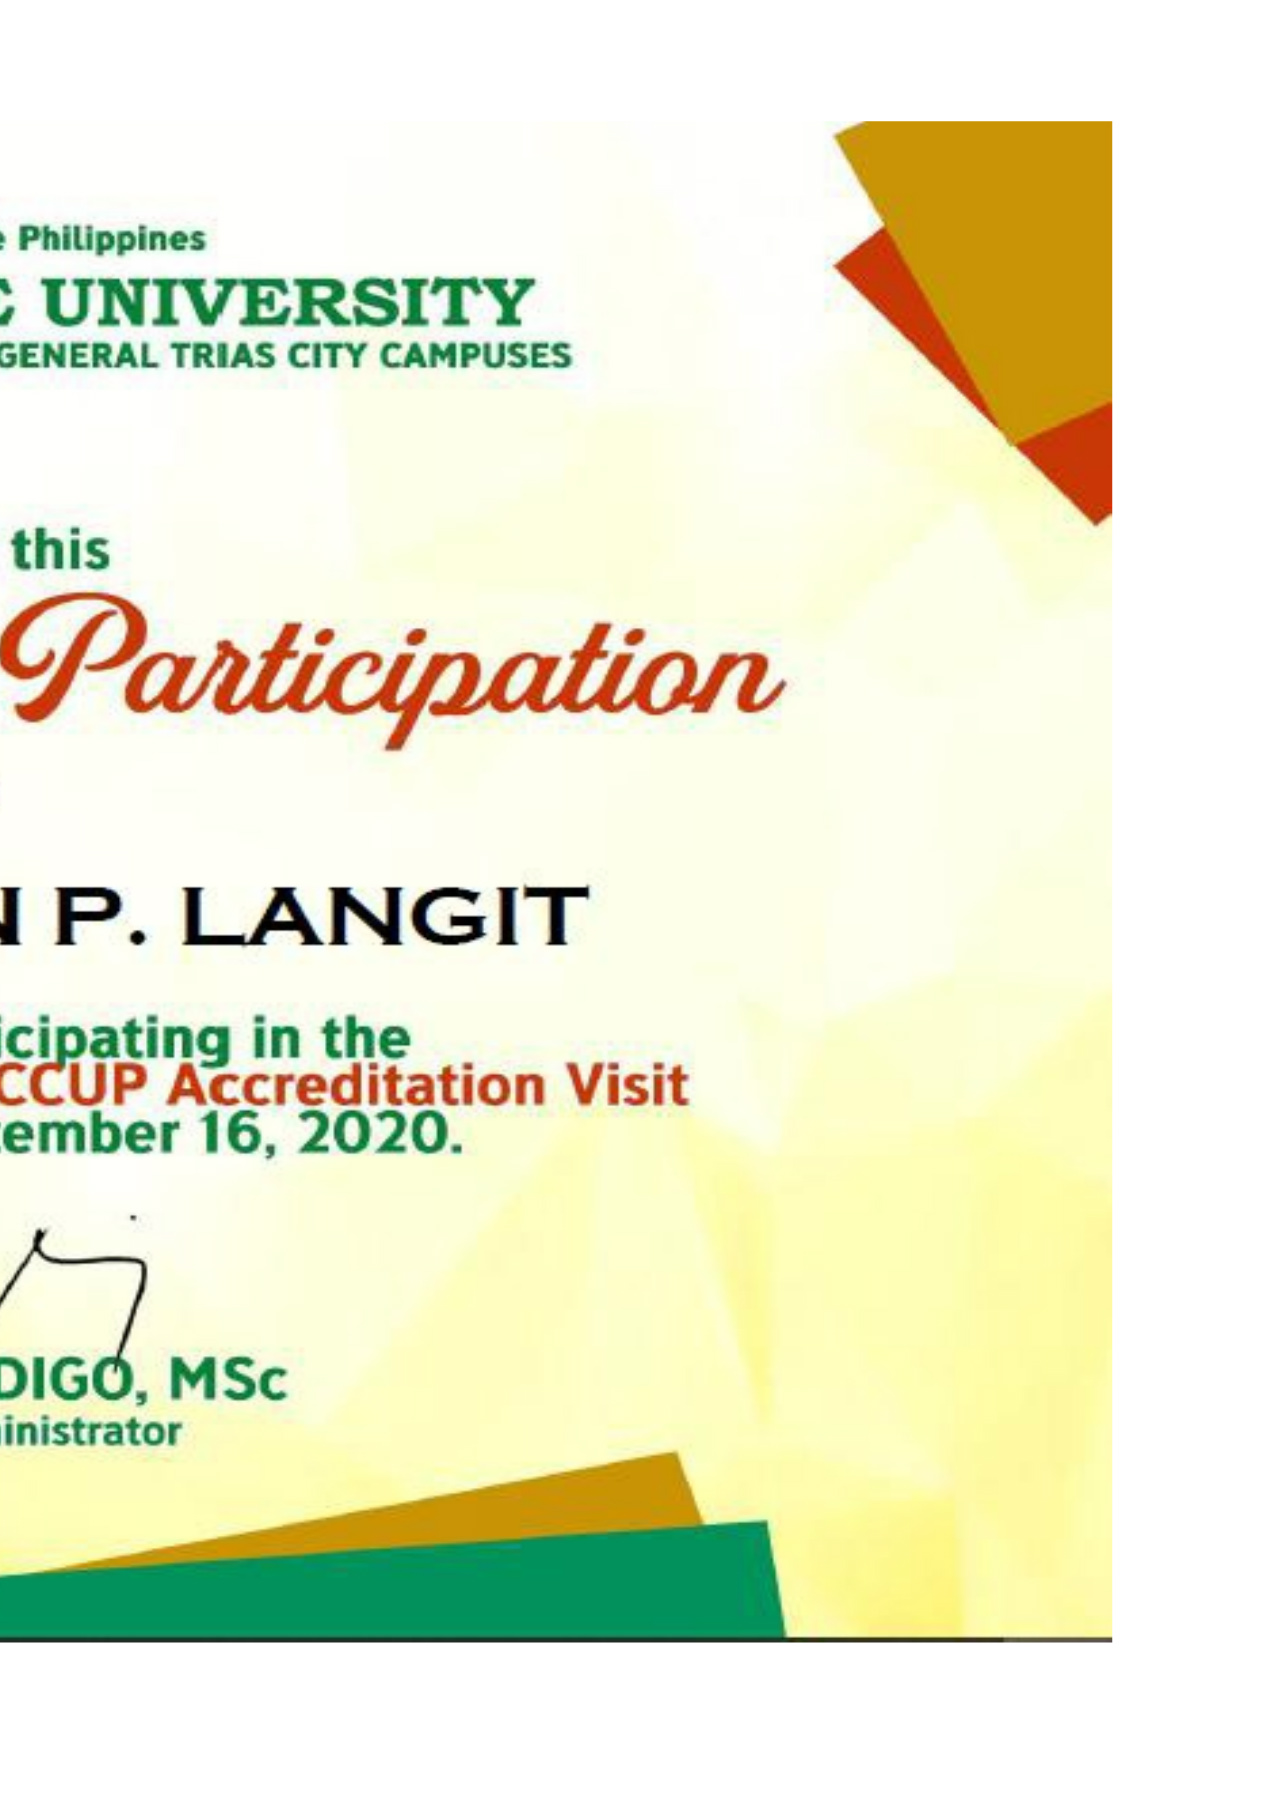 e Philippines
E UNIVERSITY
GENERAL TRIAS CITY CAMPUSES
this
Participation
N P. LANGIT
icipating in the
CCUP Accreditation Visit
tember 16, 2020.
DIGO, MSc
inistrator